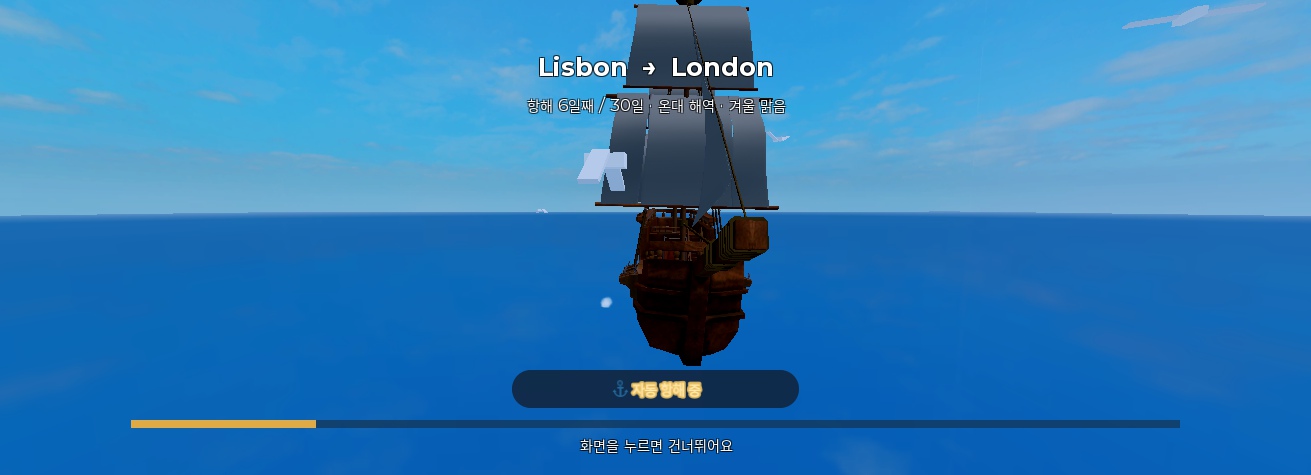 Lisbon → London
항해 6일째 / 30일 · 온대 해역 · 겨울 맑음
⚓ 자동 항해 중
화면을 누르면 건너뛰어요